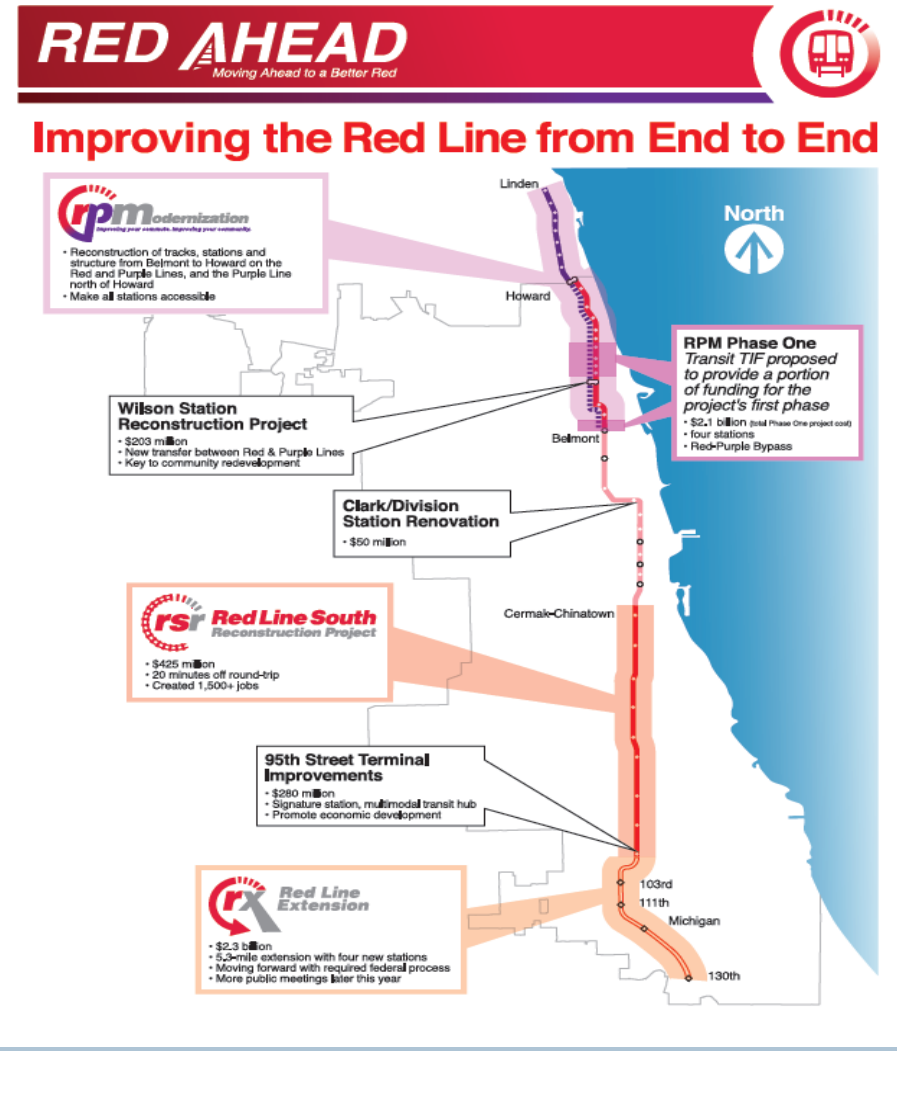 RED AHEAD
Moving Ahead to a Better Red
Improving the Red Line from End to End
Linden
North
rpmodernization
Improving your commute. Improving your community.
• Reconstruction of tracks, stations and
structure from Belmont to Howard on the
Red and Purple Lines, and the Purple Line
north of Howard
• Make all stations accessible
Howard
RPM Phase One
Transit TIF proposed
to provide a portion
of funding for the
project's first phase
• $2.1 billion (total Phase One project cost)
• four stations
• Red-Purple Bypass
Wilson Station
Reconstruction Project
• $203 million
• New transfer between Red & Purple Lines
• Key to community redevelopment
Belmont
Clark/Division
Station Renovation
• $50 million
Cermak-Chinatown
rsr Red Line South
Reconstruction Project
• $425 million
• 20 minutes off round-trip
• Created 1,500+ jobs
95th Street Terminal
Improvements
• $280 million
• Signature station, multimodal transit hub
• Promote economic development
103rd
111th
Michigan
130th
rx Red Line
Extension
• $2.3 billion
• 5.3-mile extension with four new stations
• Moving forward with required federal process
• More public meetings later this year